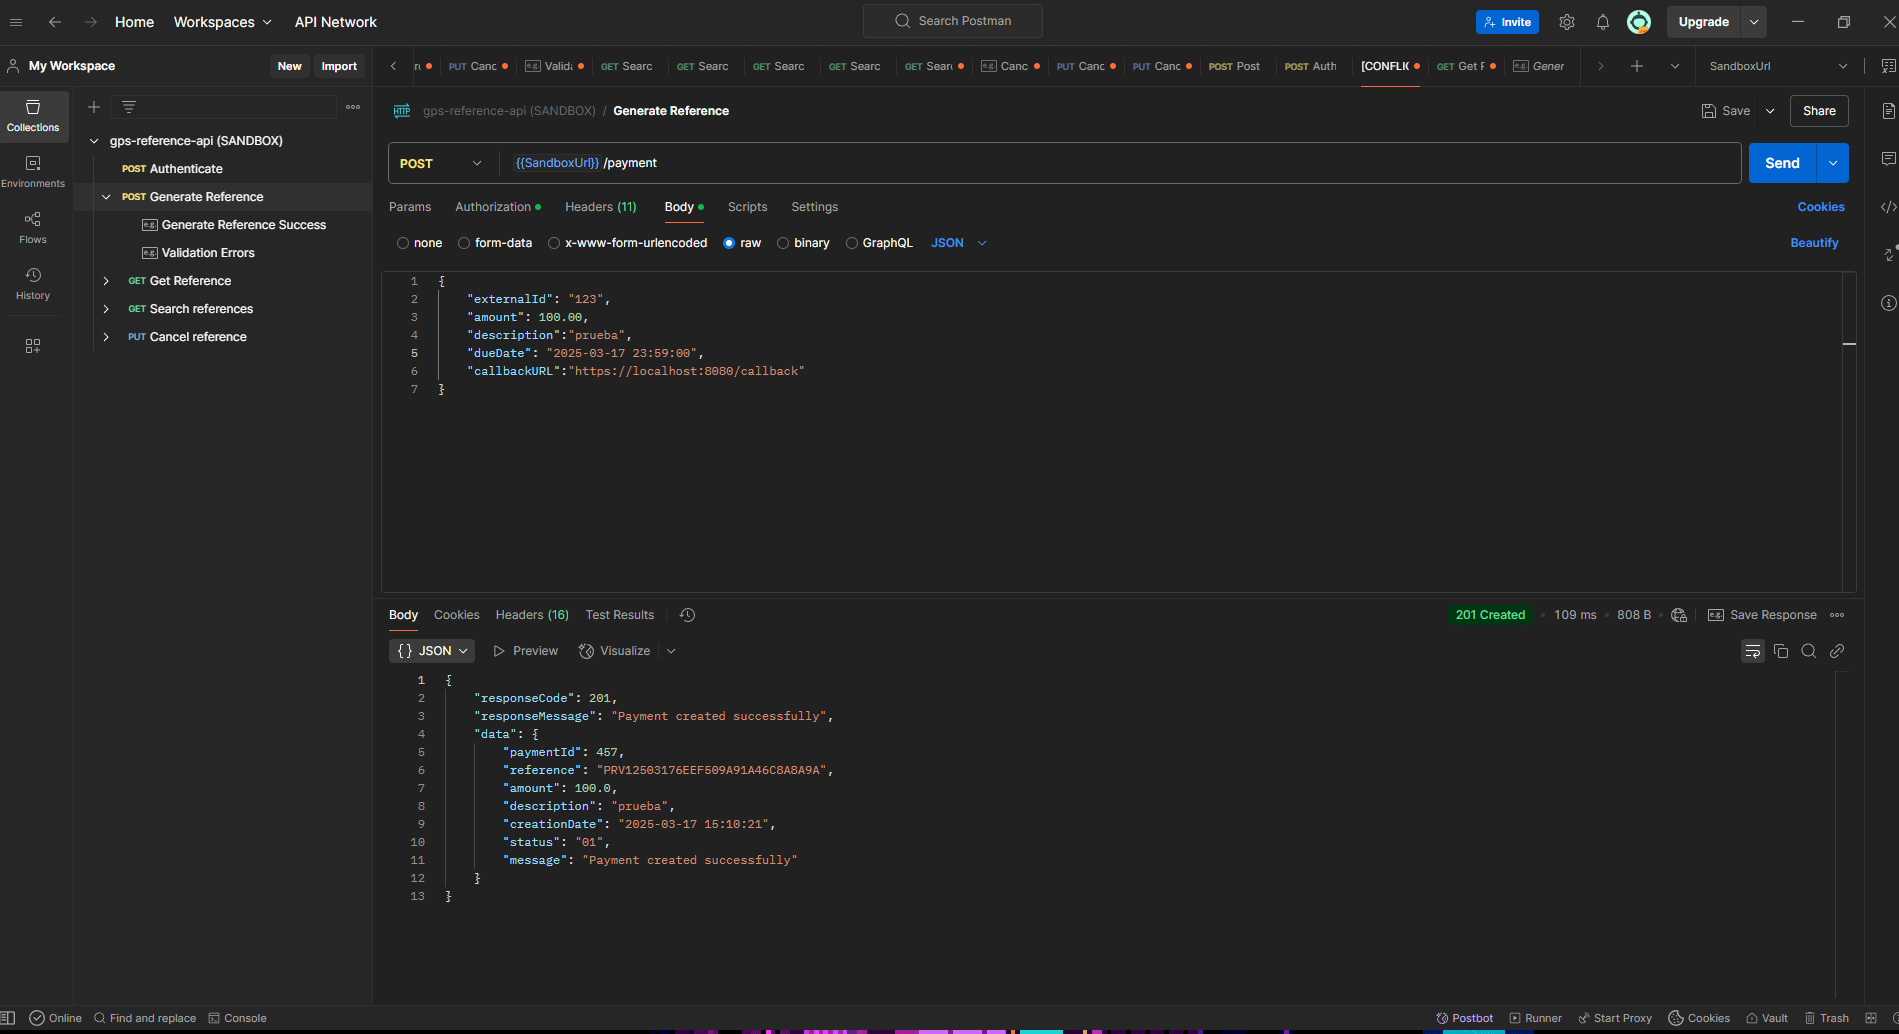 Home Workspaces API Network Search Postman Invite Upgrade
My Workspace New Import
PUT Canc Valida GET Searc GET Searc GET Searc GET Searc GET Searc e.g. Canc PUT Canc PUT Canc POST Post POST Auth [CONFLIC GET Get F e.g. Gener SandboxUrl
Collections
Environments
Flows
History
gps-reference-api (SANDBOX)
POST Authenticate
POST Generate Reference
e.g. Generate Reference Success
e.g. Validation Errors
GET Get Reference
GET Search references
PUT Cancel reference
HTTP gps-reference-api (SANDBOX) / Generate Reference Save Share
POST {{SandboxUrl}} /payment Send
Params Authorization Headers (11) Body Scripts Settings Cookies
none form-data x-www-form-urlencoded raw binary GraphQL JSON Beautify
1 {
2 "externalId": "123",
3 "amount": 100.00,
4 "description":"prueba",
5 "dueDate": "2025-03-17 23:59:00",
6 "callbackURL":"https://localhost:8080/callback"
7 }
Body Cookies Headers (16) Test Results 201 Created 109 ms 808 B e.g. Save Response
{} JSON Preview Visualize
1 {
2 "responseCode": 201,
3 "responseMessage": "Payment created successfully",
4 "data": {
5 "paymentId": 457,
6 "reference": "PRV12503176EEF509A91A46C8A8A9A",
7 "amount": 100.0,
8 "description": "prueba",
9 "creationDate": "2025-03-17 15:10:21",
10 "status": "01",
11 "message": "Payment created successfully"
12 }
13 }
Online Find and replace Console Postbot Runner Start Proxy Cookies Vault Trash